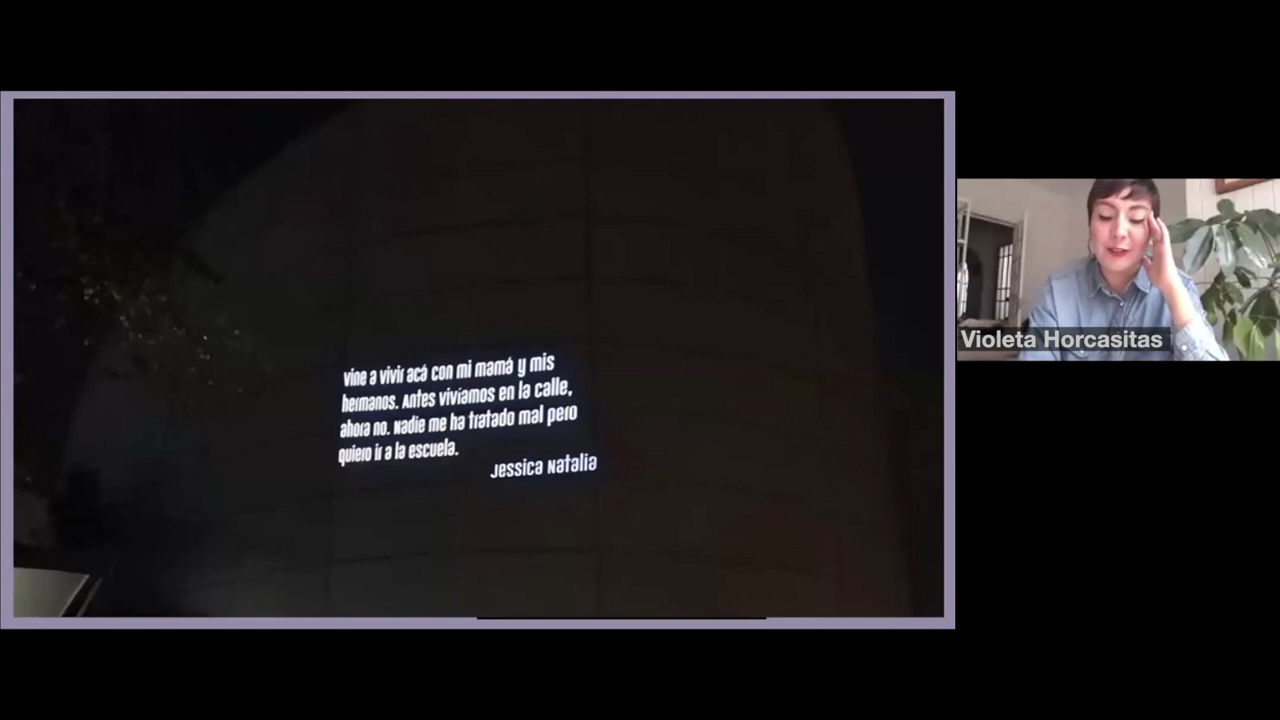 vine a vivir acá con mi mamá y mis
hermanos. Antes vivíamos en la calle,
ahora no. Nadie me ha tratado mal pero
quiero ir a la escuela.
Jessica Natalia
Violeta Horcasitas